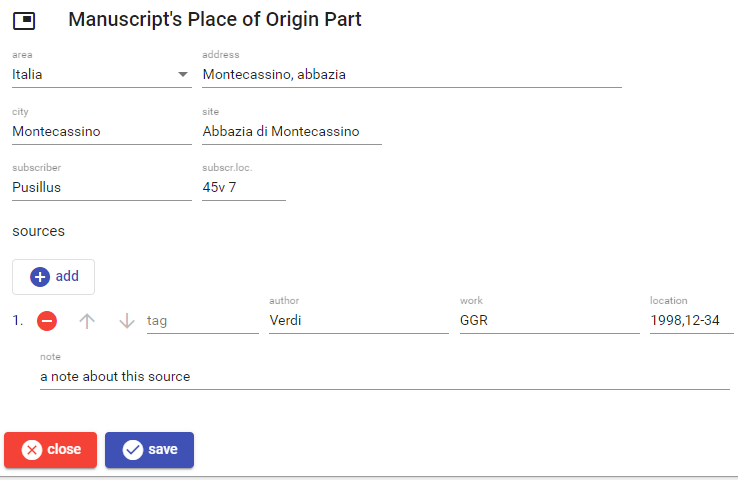 Manuscript's Place of Origin Part
area address
Italia Montecassino, abbazia
city site
Montecassino Abbazia di Montecassino
subscriber subscr.loc.
Pusillus 45v 7
sources
add
author work location
1. tag Verdi GGR 1998,12-34
note
a note about this source
close save